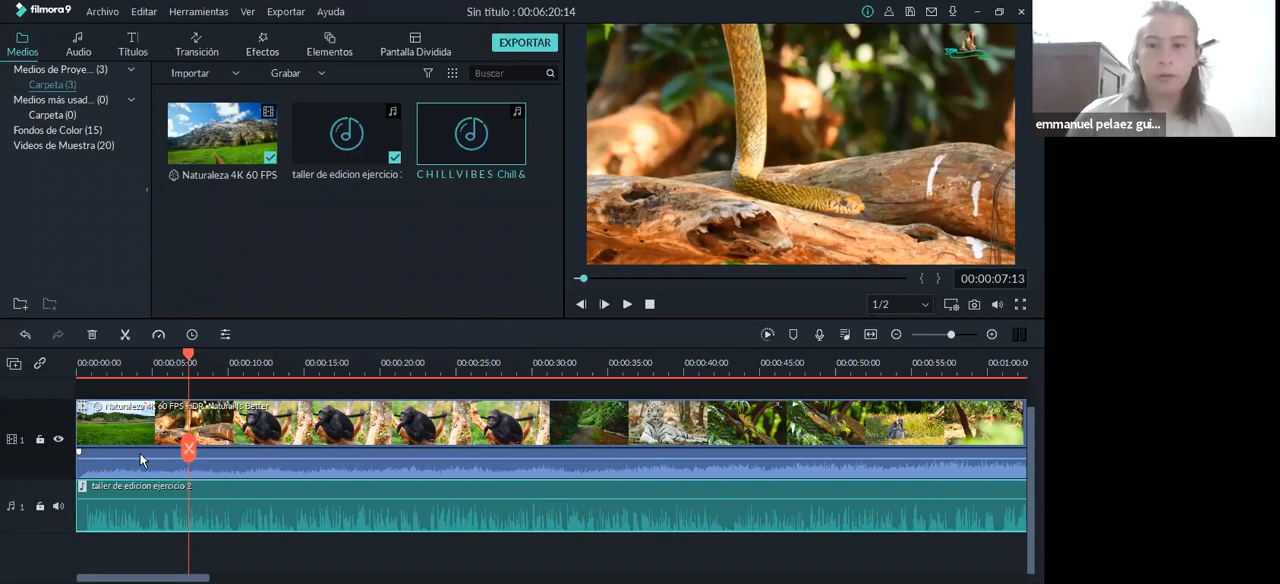 filmora9 Archivo Editar Herramientas Ver Exportar Ayuda Sin título : 00:06:20:14
Medios Audio Títulos Transición Efectos Elementos Pantalla Dividida EXPORTAR
Medios de Proye... (3)
Carpeta (3)
Medios más usad... (0)
Carpeta (0)
Fondos de Color (15)
Videos de Muestra (20)
Importar Grabar Buscar
Naturaleza 4K 60 FPS taller de edicion ejercicio C H I L L V I B E S Chill &
emmanuel pelaez gui...
00:00:07:13
1/2
00:00:00:00 00:00:05:00 00:00:10:00 00:00:15:00 00:00:20:00 00:00:25:00 00:00:30:00 00:00:35:00 00:00:40:00 00:00:45:00 00:00:50:00 00:00:55:00 00:01:00:0
Naturaleza 4K 60 FPS HDR Natural is Better
1
taller de edicion ejercicio 2
1